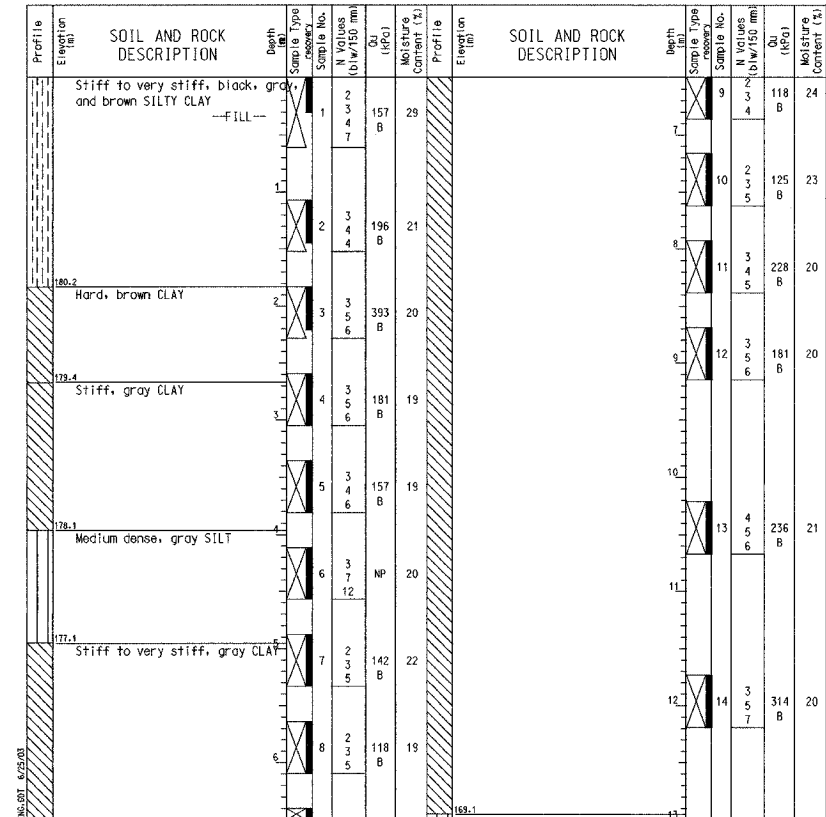 Profile
Elevation (m)
SOIL AND ROCK DESCRIPTION
Depth (m)
Sample Type
recovery
Sample No.
N Values (blw/150 mm)
Qu (kPa)
Moisture Content (%)
Stiff to very stiff, black, gray, and brown SILTY CLAY
--FILL--
1
2
3
4
7
157
B
29
1
2
3
4
4
196
B
21
180.2
Hard, brown CLAY
2
3
3
5
6
393
B
20
179.4
Stiff, gray CLAY
4
3
5
6
181
B
19
3
5
3
4
6
157
B
19
178.1
4
Medium dense, gray SILT
6
3
7
12
NP
20
177.1
5
Stiff to very stiff, gray CLAY
7
2
3
5
142
B
22
8
2
3
5
118
B
19
6
NG.GDT 6/25/03
Profile
Elevation (m)
SOIL AND ROCK DESCRIPTION
Depth (m)
Sample Type
recovery
Sample No.
N Values (blw/150 mm)
Qu (kPa)
Moisture Content (%)
9
2
3
4
118
B
24
7
10
2
3
5
125
B
23
8
11
3
4
5
228
B
20
9
12
3
5
6
181
B
20
10
13
4
5
6
236
B
21
11
12
14
3
5
7
314
B
20
169.1
13